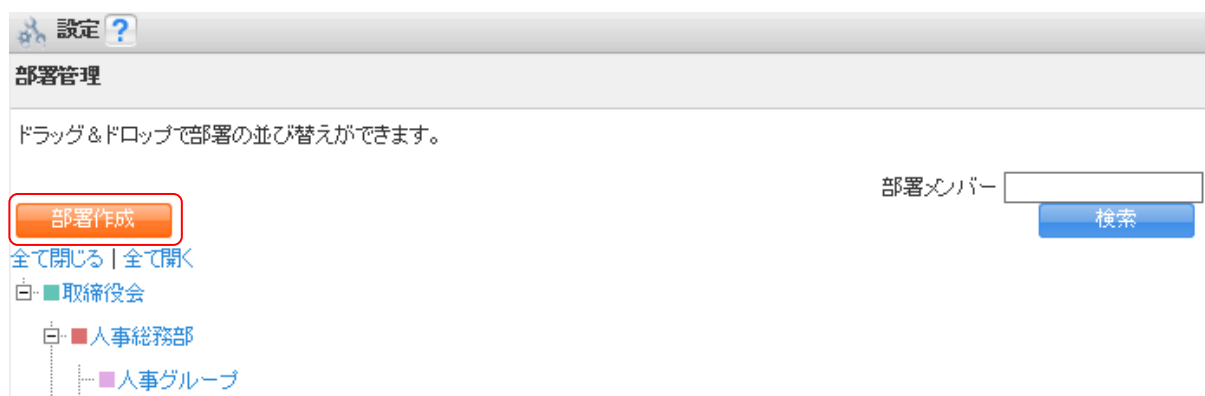 設定 ?
部署管理
ドラッグ&ドロップで部署の並び替えができます。
部署メンバー
部署作成
検索
全て閉じる | 全て開く
取締役会
人事総務部
人事グループ